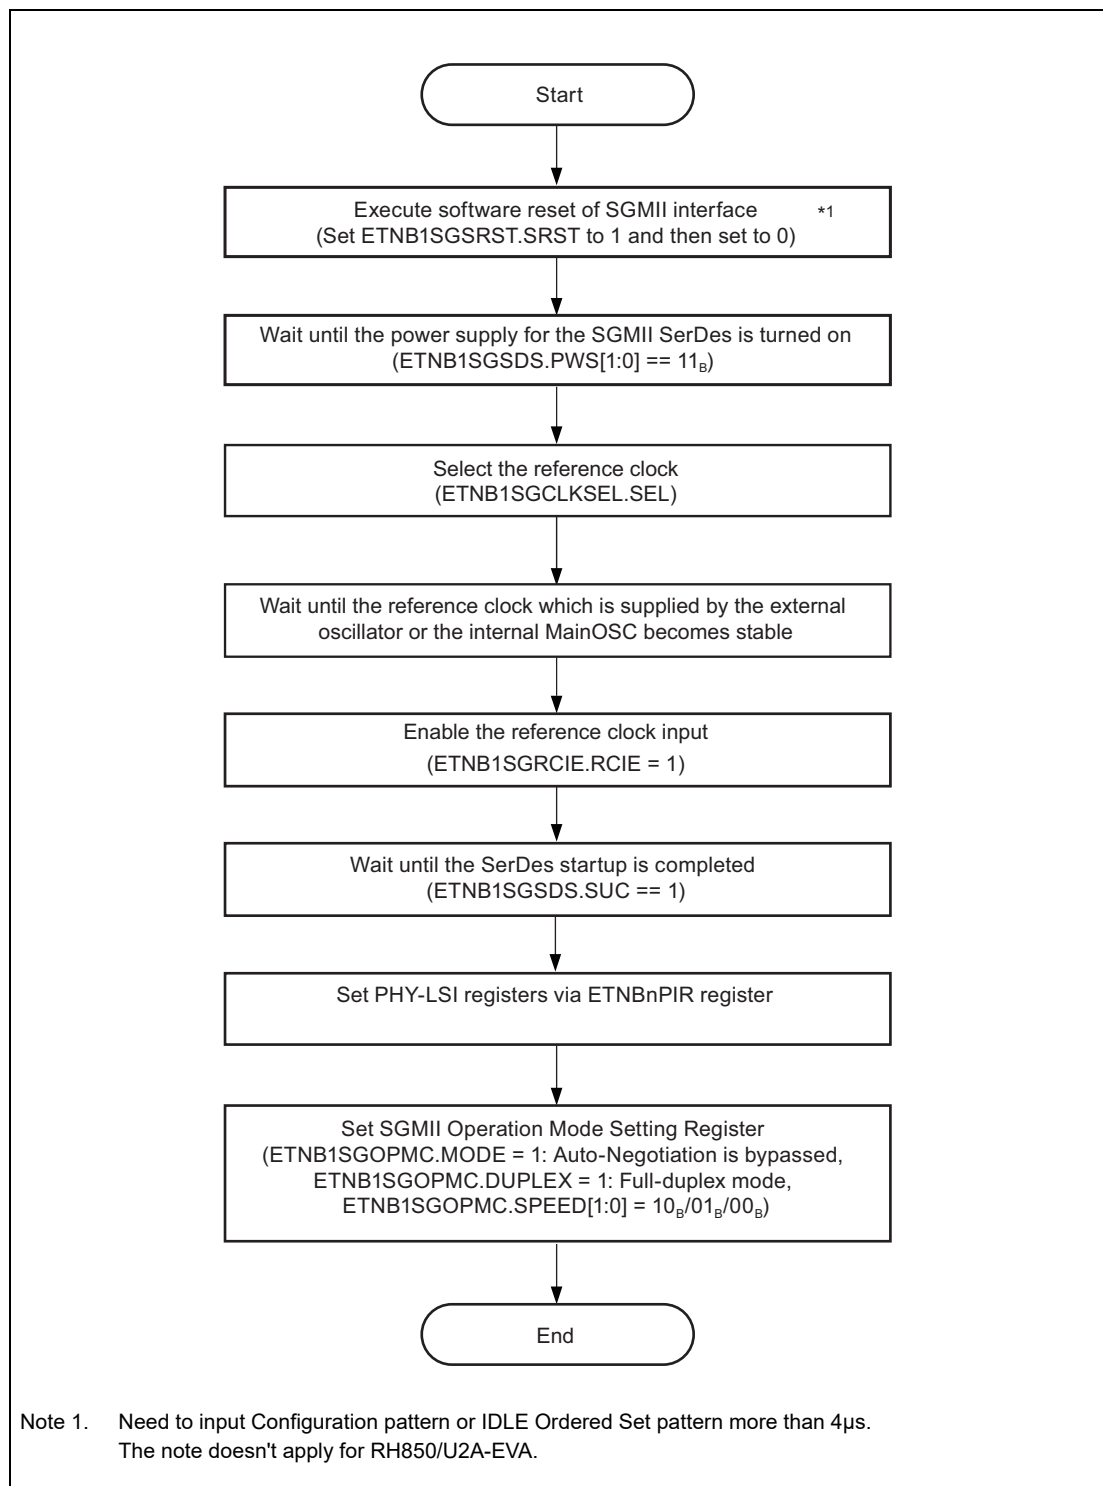 Start
Execute software reset of SGMII interface *1
(Set ETNB1SGSRST.SRST to 1 and then set to 0)
Wait until the power supply for the SGMII SerDes is turned on
(ETNB1SGSDS.PWS[1:0] == 11B)
Select the reference clock
(ETNB1SGCLKSEL.SEL)
Wait until the reference clock which is supplied by the external
oscillator or the internal MainOSC becomes stable
Enable the reference clock input
(ETNB1SGRCIE.RCIE = 1)
Wait until the SerDes startup is completed
(ETNB1SGSDS.SUC == 1)
Set PHY-LSI registers via ETNBnPIR register
Set SGMII Operation Mode Setting Register
(ETNB1SGOPMC.MODE = 1: Auto-Negotiation is bypassed,
ETNB1SGOPMC.DUPLEX = 1: Full-duplex mode,
ETNB1SGOPMC.SPEED[1:0] = 10B/01B/00B)
End
Note 1. Need to input Configuration pattern or IDLE Ordered Set pattern more than 4μs.
The note doesn't apply for RH850/U2A-EVA.